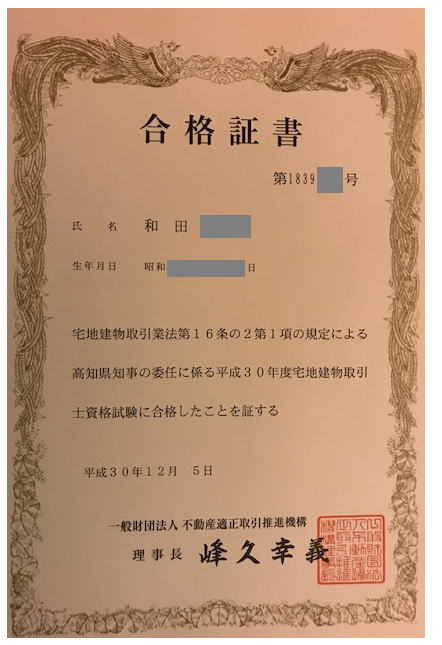 合格証書
第1839 号
氏名 和田
生年月日 昭和 日
宅地建物取引業法第16条の2第1項の規定による
高知県知事の委任に係る平成30年度宅地建物取引
士資格試験に合格したことを証する
平成30年12月 5日
一般財団法人 不動産適正取引推進機構
理事長 峰久幸義